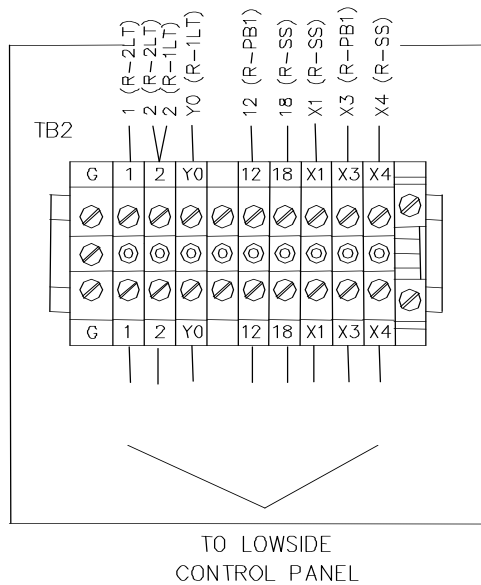 1 (R-2LT)
2 (R-2LT)
2 (R-1LT)
Y0 (R-1LT)
12 (R-PB1)
18 (R-SS)
X1 (R-SS)
X3 (R-PB1)
X4 (R-SS)
TB2
G 1 2 Y0 12 18 X1 X3 X4
G 1 2 Y0 12 18 X1 X3 X4
TO LOWSIDE
CONTROL PANEL